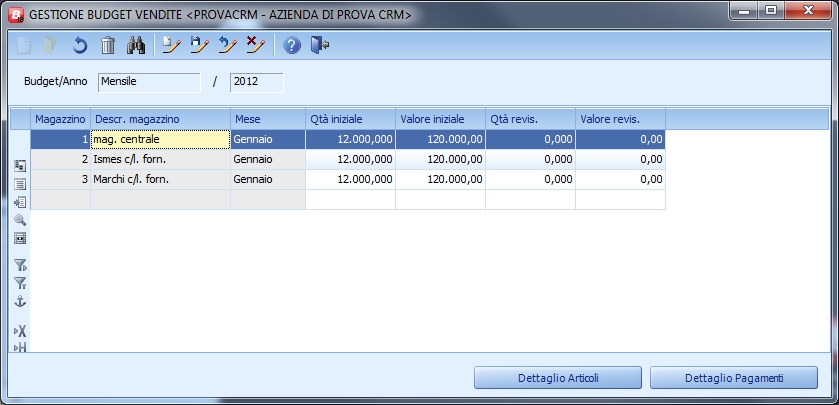 GESTIONE BUDGET VENDITE <PROVACRM - AZIENDA DI PROVA CRM>
Budget/Anno Mensile / 2012
Magazzino Descr. magazzino Mese Qtà iniziale Valore iniziale Qtà revis. Valore revis.
1 mag. centrale Gennaio 12.000,000 120.000,00 0,000 0,00
2 Ismes c/l. forn. Gennaio 12.000,000 120.000,00 0,000 0,00
3 Marchi c/l. forn. Gennaio 12.000,000 120.000,00 0,000 0,00
Dettaglio Articoli Dettaglio Pagamenti